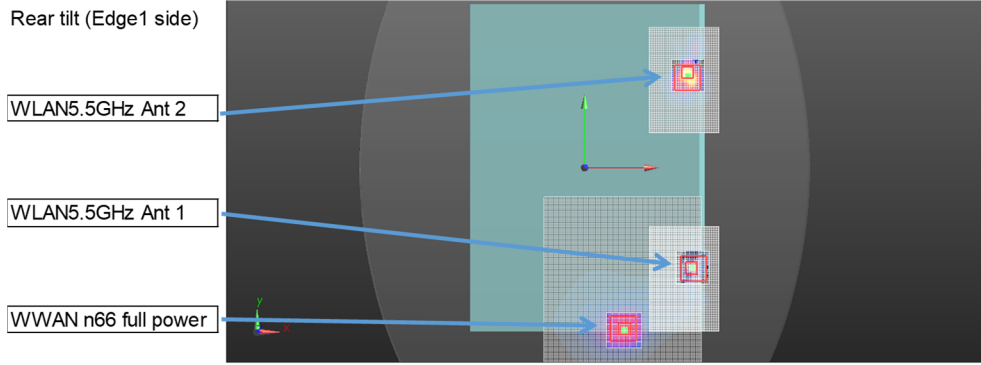 Rear tilt (Edge1 side)
WLAN5.5GHz Ant 2
WLAN5.5GHz Ant 1
WWAN n66 full power
y
x